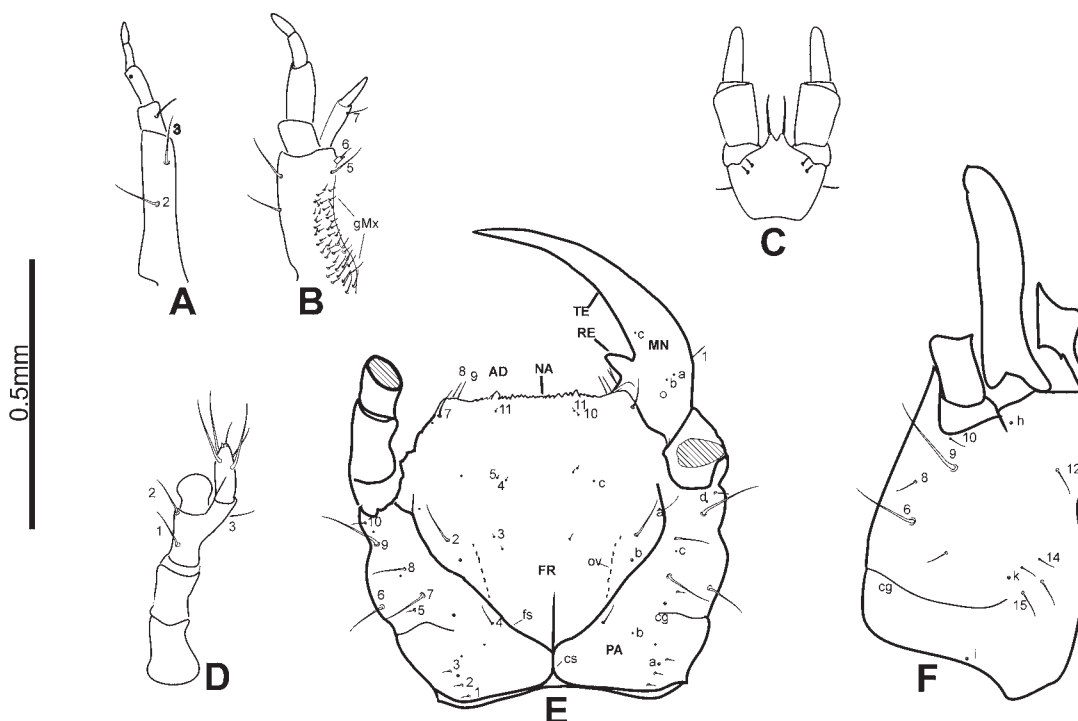 3
2
A
7
6
5
gMx
B
C
0.5mm
2
1
3
D
TE
RE
c
MN
1
a
b
8
9
AD
NA
7
11
11
10
5
4
c
d
a
10
9
2
3
b
c
8
FR
ov
6
7
5
4
fs
cg
b
PA
cs
a
3
2
1
E
h
10
9
8
12
6
14
k
cg
15
i
F